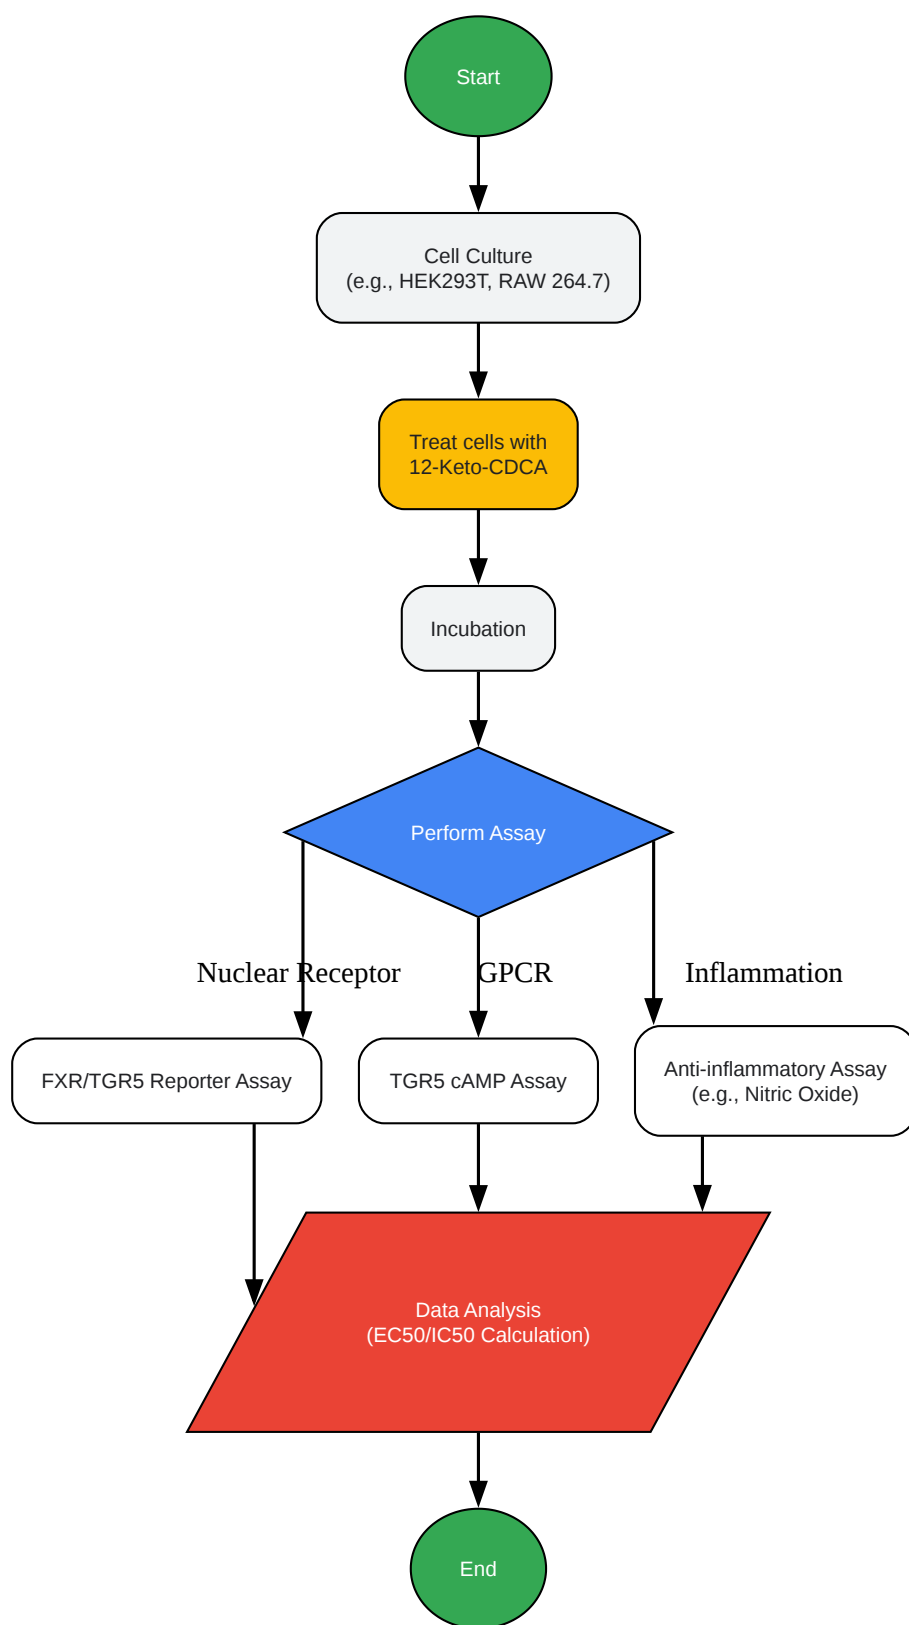 Start
Cell Culture
(e.g., HEK293T, RAW 264.7)
Treat cells with
12-Keto-CDCA
Incubation
Perform Assay
Nuclear Receptor
GPCR
Inflammation
FXR/TGR5 Reporter Assay
TGR5 cAMP Assay
Anti-inflammatory Assay
(e.g., Nitric Oxide)
Data Analysis
(EC50/IC50 Calculation)
End